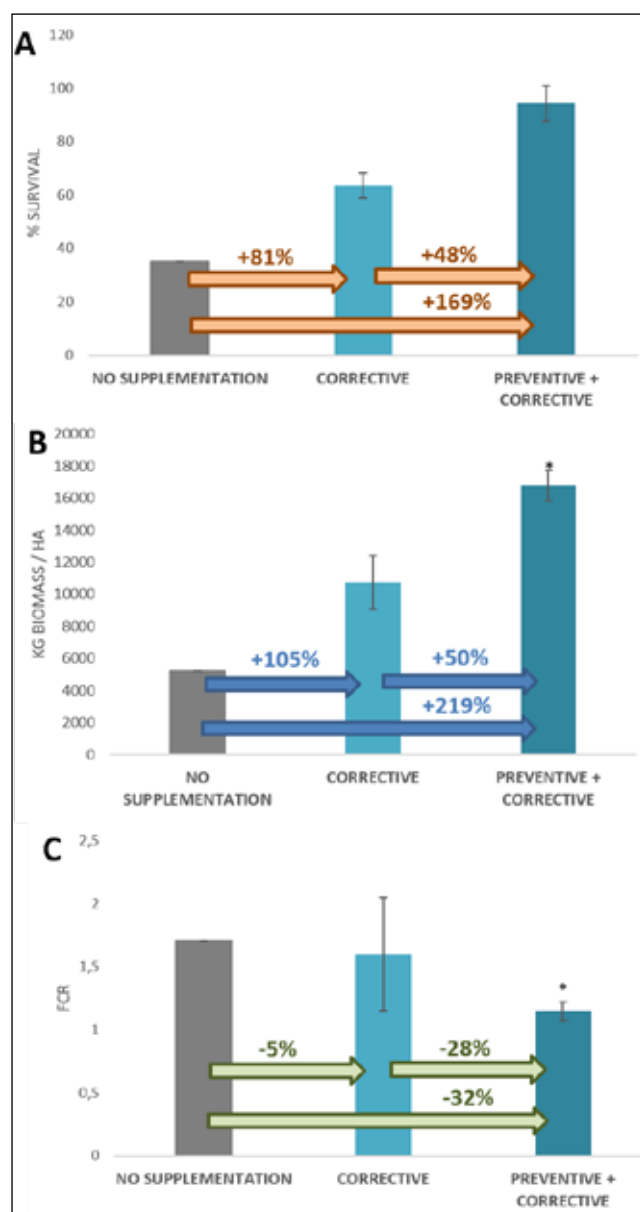 A
120
100
80
60
40
20
0
% SURVIVAL
+81%
+48%
+169%
NO SUPPLEMENTATION
CORRECTIVE
PREVENTIVE +
CORRECTIVE
B
20000
18000
16000
14000
12000
10000
8000
6000
4000
2000
0
KG BIOMASS / HA
*
+105%
+50%
+219%
NO
SUPPLEMENTATION
CORRECTIVE
PREVENTIVE +
CORRECTIVE
C
2,5
2
1,5
1
0,5
0
FCR
*
-5%
-28%
-32%
NO SUPPLEMENTATION
CORRECTIVE
PREVENTIVE +
CORRECTIVE